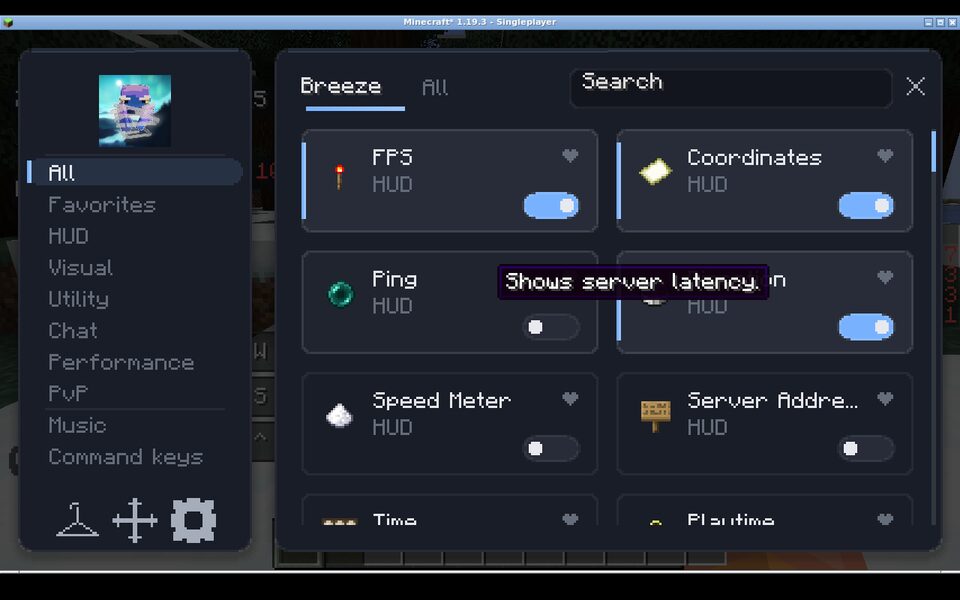 Minecraft* 1.19.3 - Singleplayer
Breeze
All
Search
All
Favorites
HUD
Visual
Utility
Chat
Performance
PvP
Music
Command keys
FPS
HUD
Coordinates
HUD
Ping
HUD
Shows server latency.
HUD
Speed Meter
HUD
Server Addre...
HUD
Time
Playtime
W
S